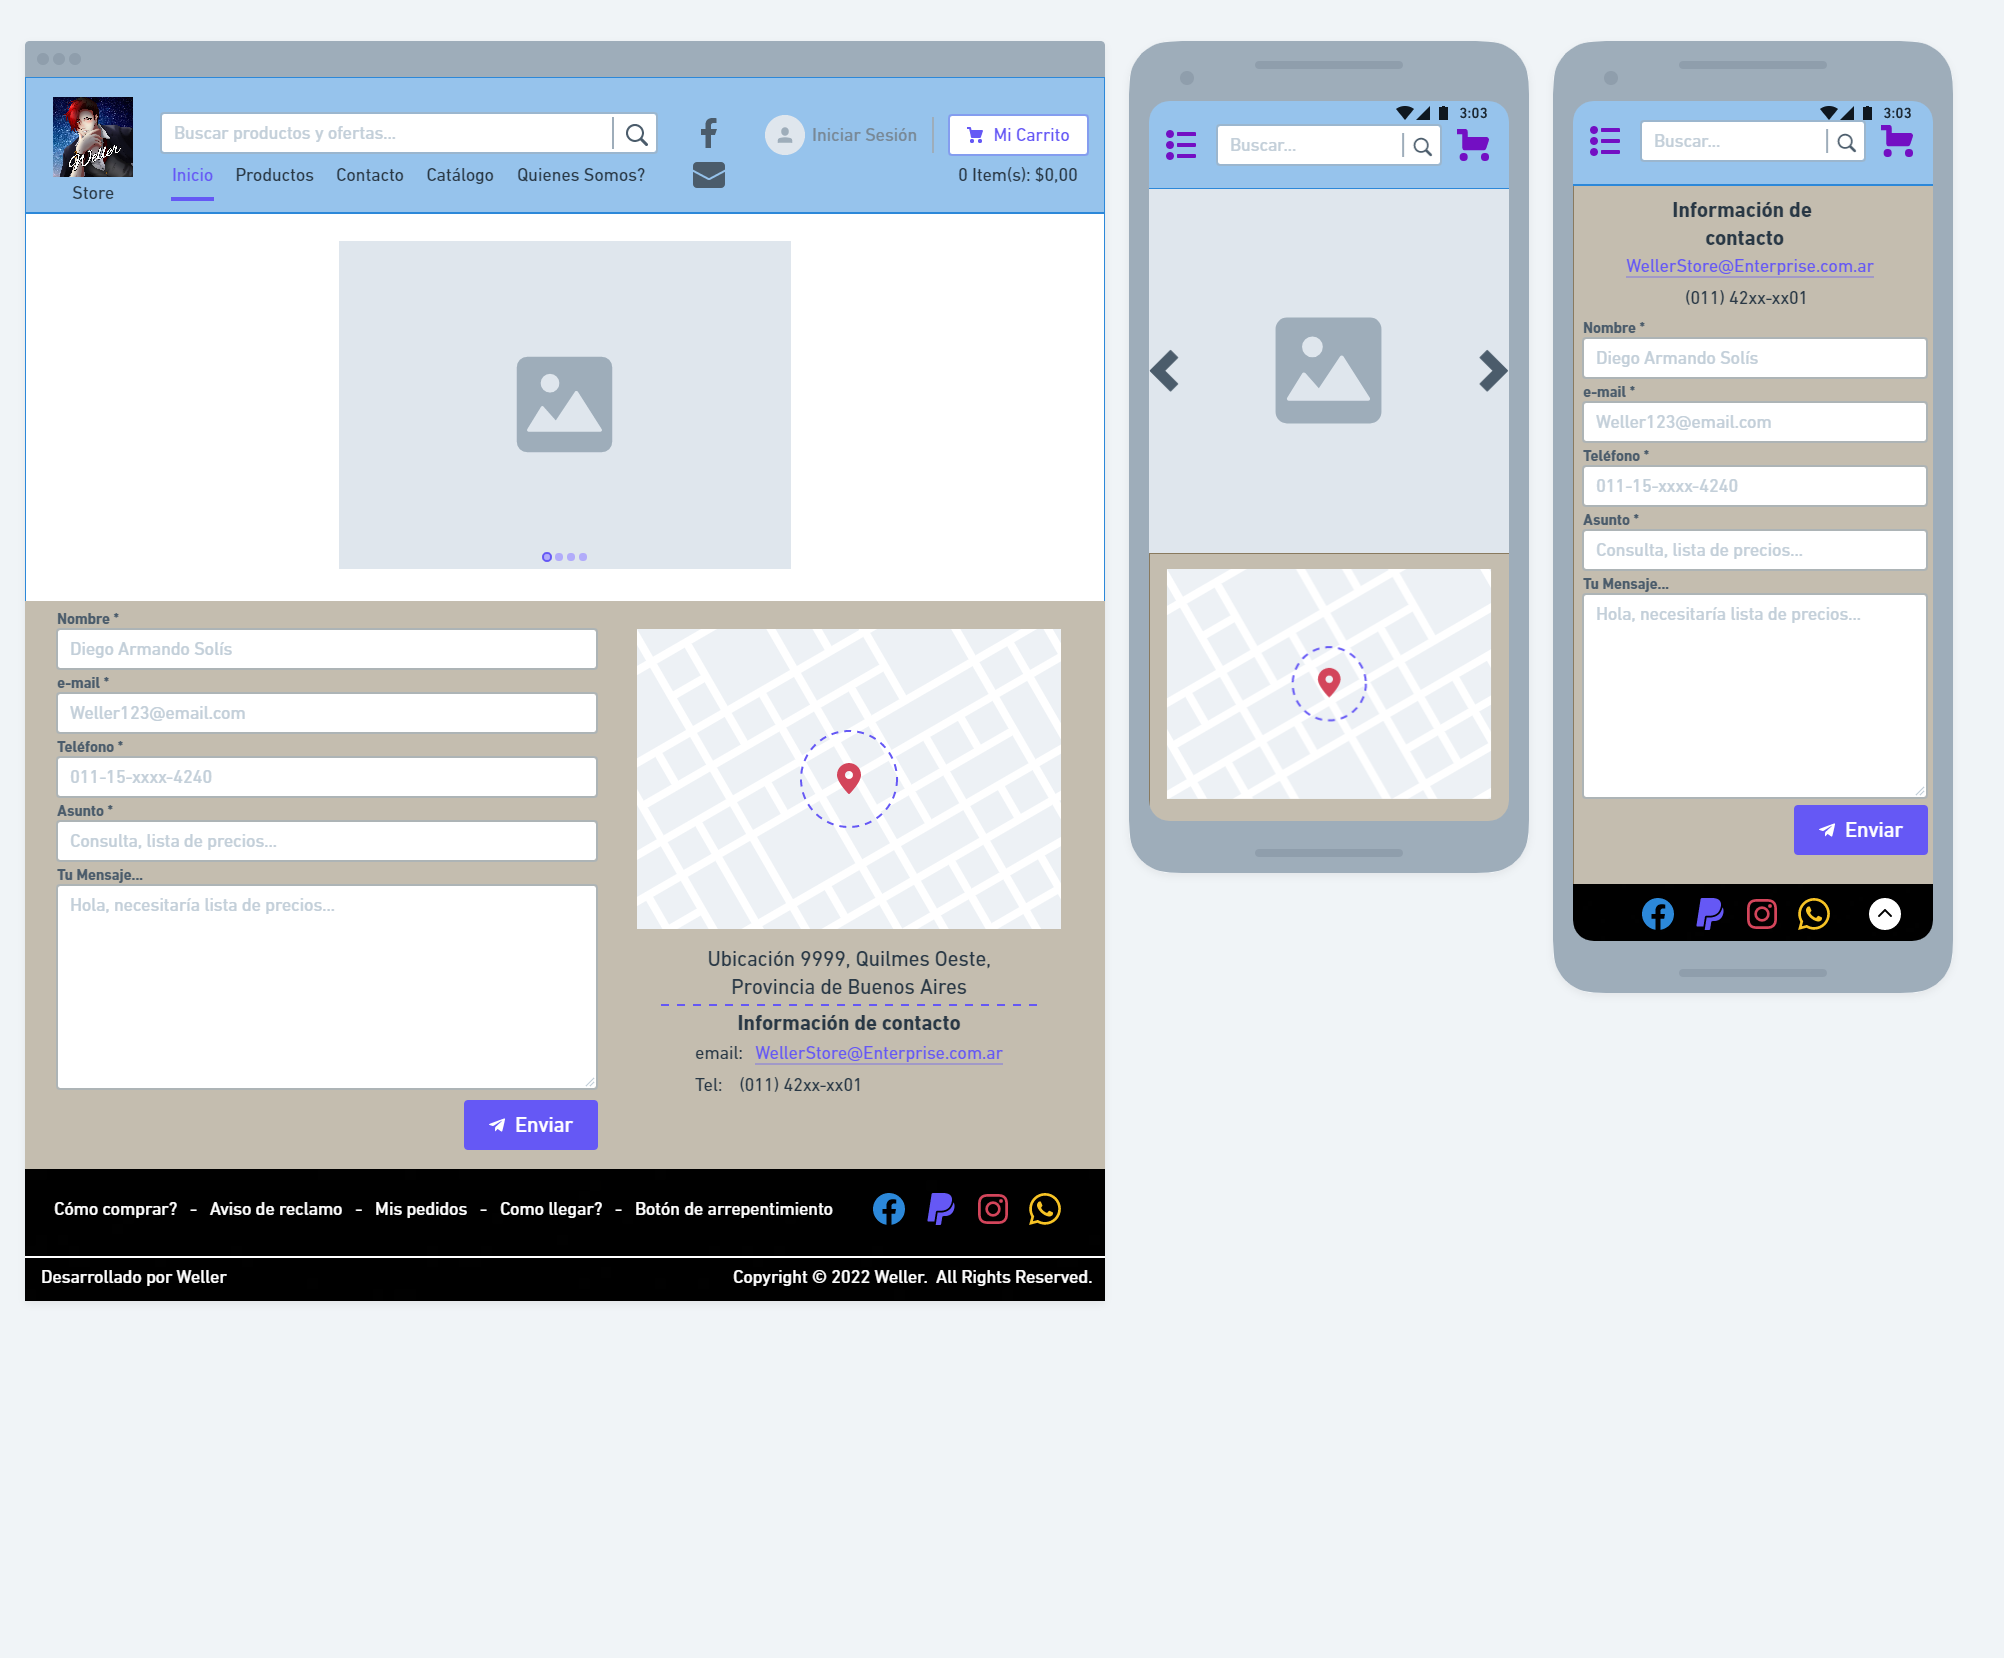 Weller
Store
Buscar productos y ofertas...
Inicio Productos Contacto Catálogo Quienes Somos?
Iniciar Sesión
Mi Carrito
0 Item(s): $0,00
Nombre *
Diego Armando Solís
e-mail *
Weller123@email.com
Teléfono *
011-15-xxxx-4240
Asunto *
Consulta, lista de precios...
Tu Mensaje...
Hola, necesitaría lista de precios...
Enviar
Ubicación 9999, Quilmes Oeste,
Provincia de Buenos Aires
Información de contacto
email: WellerStore@Enterprise.com.ar
Tel: (011) 42xx-xx01
Cómo comprar? - Aviso de reclamo - Mis pedidos - Como llegar? - Botón de arrepentimiento
Desarrollado por Weller
Copyright © 2022 Weller. All Rights Reserved.
3:03
Buscar...
3:03
Buscar...
Información de
contacto
WellerStore@Enterprise.com.ar
(011) 42xx-xx01
Nombre *
Diego Armando Solís
e-mail *
Weller123@email.com
Teléfono *
011-15-xxxx-4240
Asunto *
Consulta, lista de precios...
Tu Mensaje...
Hola, necesitaría lista de precios...
Enviar